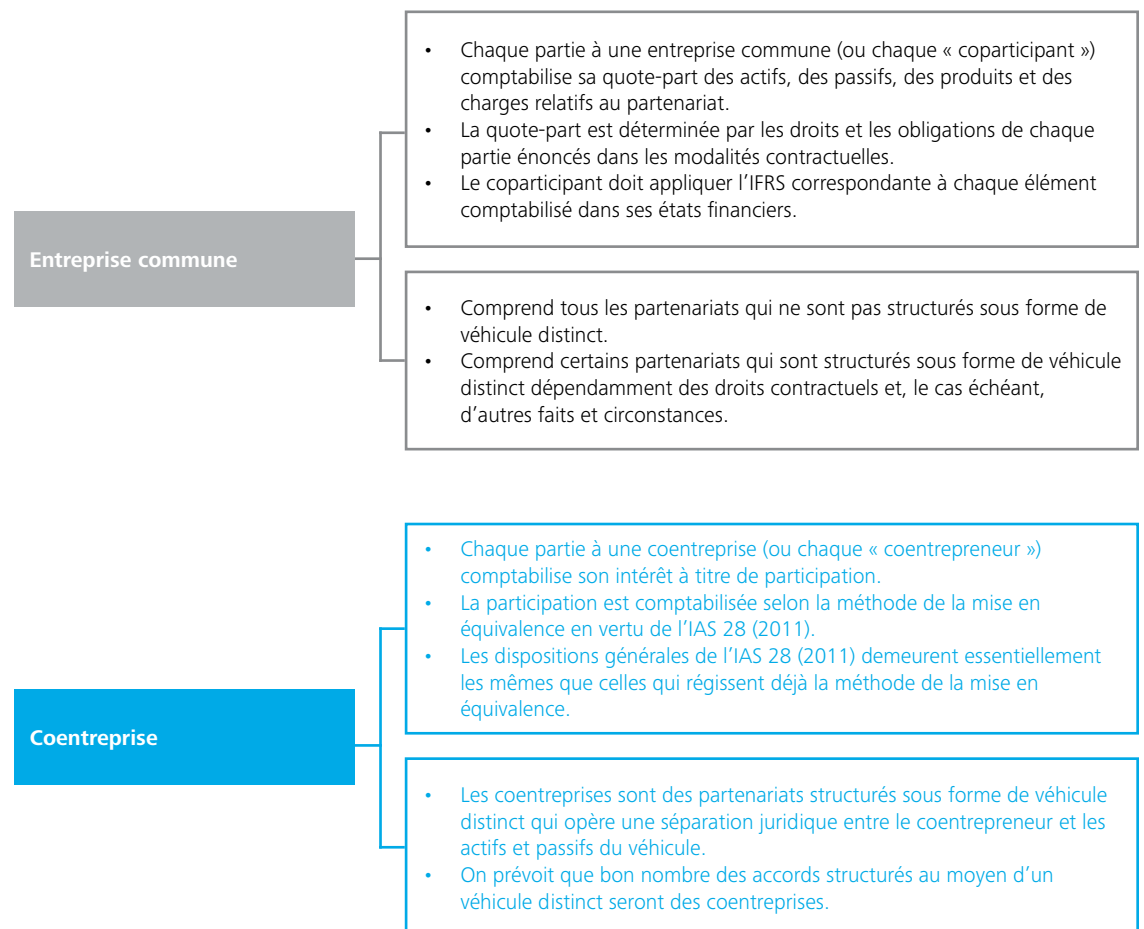 • Chaque partie à une entreprise commune (ou chaque « coparticipant »)
comptabilise sa quote-part des actifs, des passifs, des produits et des
charges relatifs au partenariat.
• La quote-part est déterminée par les droits et les obligations de chaque
partie énoncés dans les modalités contractuelles.
• Le coparticipant doit appliquer l’IFRS correspondante à chaque élément
comptabilisé dans ses états financiers.
Entreprise commune
• Comprend tous les partenariats qui ne sont pas structurés sous forme de
véhicule distinct.
• Comprend certains partenariats qui sont structurés sous forme de véhicule
distinct dépendamment des droits contractuels et, le cas échéant,
d’autres faits et circonstances.
• Chaque partie à une coentreprise (ou chaque « coentrepreneur »)
comptabilise son intérêt à titre de participation.
• La participation est comptabilisée selon la méthode de la mise en
équivalence en vertu de l’IAS 28 (2011).
• Les dispositions générales de l’IAS 28 (2011) demeurent essentiellement
les mêmes que celles qui régissent déjà la méthode de la mise en
équivalence.
Coentreprise
• Les coentreprises sont des partenariats structurés sous forme de véhicule
distinct qui opère une séparation juridique entre le coentrepreneur et les
actifs et passifs du véhicule.
• On prévoit que bon nombre des accords structurés au moyen d’un
véhicule distinct seront des coentreprises.